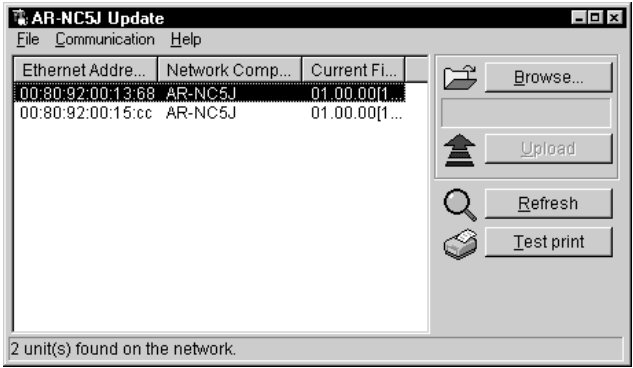 AR-NC5J Update
File Communication Help
Ethernet Addre... Network Comp... Current Fi...
00:80:92:00:13:68 AR-NC5J 01.00.00[1...
00:80:92:00:15:cc AR-NC5J 01.00.00[1...
Browse...
Upload
Refresh
Test print
2 unit(s) found on the network.